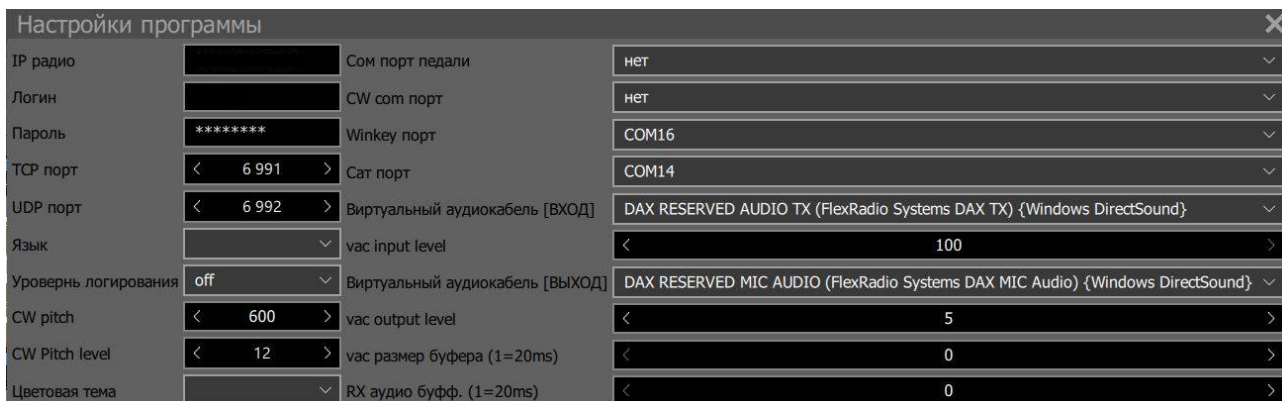 Настройки программы
IP радио Сом порт педали нет
Логин CW com порт нет
Пароль ******** Winkey порт COM16
TCP порт 6 991 Сат порт COM14
UDP порт 6 992 Виртуальный аудиокабель [ВХОД] DAX RESERVED AUDIO TX (FlexRadio Systems DAX TX) {Windows DirectSound}
Язык vac input level 100
Уровернь логирования off Виртуальный аудиокабель [ВЫХОД] DAX RESERVED MIC AUDIO (FlexRadio Systems DAX MIC Audio) {Windows DirectSound}
CW pitch 600 vac output level 5
CW Pitch level 12 vac размер буфера (1=20ms) 0
Цветовая тема RX аудио буфф. (1=20ms) 0